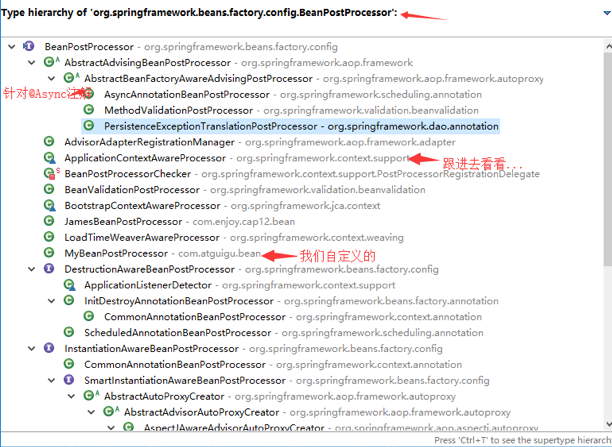 Type hierarchy of 'org.springframework.beans.factory.config.BeanPostProcessor':
BeanPostProcessor - org.springframework.beans.factory.config
AbstractAdvisingBeanPostProcessor - org.springframework.aop.framework
AbstractBeanFactoryAwareAdvisingPostProcessor - org.springframework.aop.framework.autoproxy
针对@Async注解 AsyncAnnotationBeanPostProcessor - org.springframework.scheduling.annotation
MethodValidationPostProcessor - org.springframework.validation.beanvalidation
PersistenceExceptionTranslationPostProcessor - org.springframework.dao.annotation
AdvisorAdapterRegistrationManager - org.springframework.aop.framework.adapter
ApplicationContextAwareProcessor - org.springframework.context.support 跟进去看看...
BeanPostProcessorChecker - org.springframework.context.support.PostProcessorRegistrationDelegate
BeanValidationPostProcessor - org.springframework.validation.beanvalidation
BootstrapContextAwareProcessor - org.springframework.jca.context
JamesBeanPostProcessor - com.enjoy.cap12.bean
LoadTimeWeaverAwareProcessor - org.springframework.context.weaving
MyBeanPostProcessor - com.atguigu.bean 我们自定义的
DestructionAwareBeanPostProcessor - org.springframework.beans.factory.config
ApplicationListenerDetector - org.springframework.context.support
InitDestroyAnnotationBeanPostProcessor - org.springframework.beans.factory.annotation
CommonAnnotationBeanPostProcessor - org.springframework.context.annotation
ScheduledAnnotationBeanPostProcessor - org.springframework.scheduling.annotation
InstantiationAwareBeanPostProcessor - org.springframework.beans.factory.config
CommonAnnotationBeanPostProcessor - org.springframework.context.annotation
SmartInstantiationAwareBeanPostProcessor - org.springframework.beans.factory.config
AbstractAutoProxyCreator - org.springframework.aop.framework.autoproxy
AbstractAdvisorAutoProxyCreator - org.springframework.aop.framework.autoproxy
AspectJAwareAdvisorAutoProxyCreator - org.springframework.aop.aspectj.autoproxy
Press 'Ctrl+T' to see the supertype hierarch